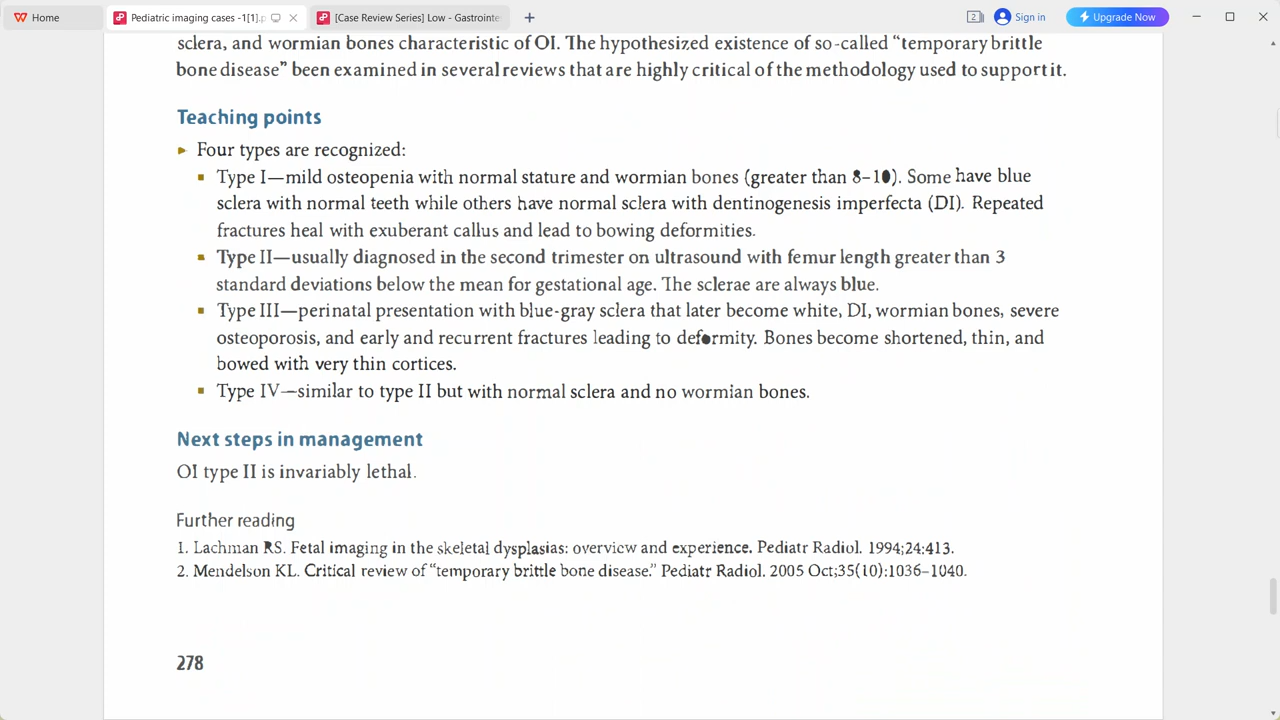 Home
Pediatric imaging cases -1[1].p
[Case Review Series] Low - Gastrointe
2
Sign in
Upgrade Now
sclera, and wormian bones characteristic of OI. The hypothesized existence of so-called “temporary brittle
bone disease” been examined in several reviews that are highly critical of the methodology used to support it.
Teaching points
Four types are recognized:
Type I—mild osteopenia with normal stature and wormian bones (greater than 8–10). Some have blue
sclera with normal teeth while others have normal sclera with dentinogenesis imperfecta (DI). Repeated
fractures heal with exuberant callus and lead to bowing deformities.
Type II—usually diagnosed in the second trimester on ultrasound with femur length greater than 3
standard deviations below the mean for gestational age. The sclerae are always blue.
Type III—perinatal presentation with blue-gray sclera that later become white, DI, wormian bones, severe
osteoporosis, and early and recurrent fractures leading to deformity. Bones become shortened, thin, and
bowed with very thin cortices.
Type IV—similar to type II but with normal sclera and no wormian bones.
Next steps in management
OI type II is invariably lethal.
Further reading
1. Lachman RS. Fetal imaging in the skeletal dysplasias: overview and experience. Pediatr Radiol. 1994;24:413.
2. Mendelson KL. Critical review of “temporary brittle bone disease.” Pediatr Radiol. 2005 Oct;35(10):1036–1040.
278